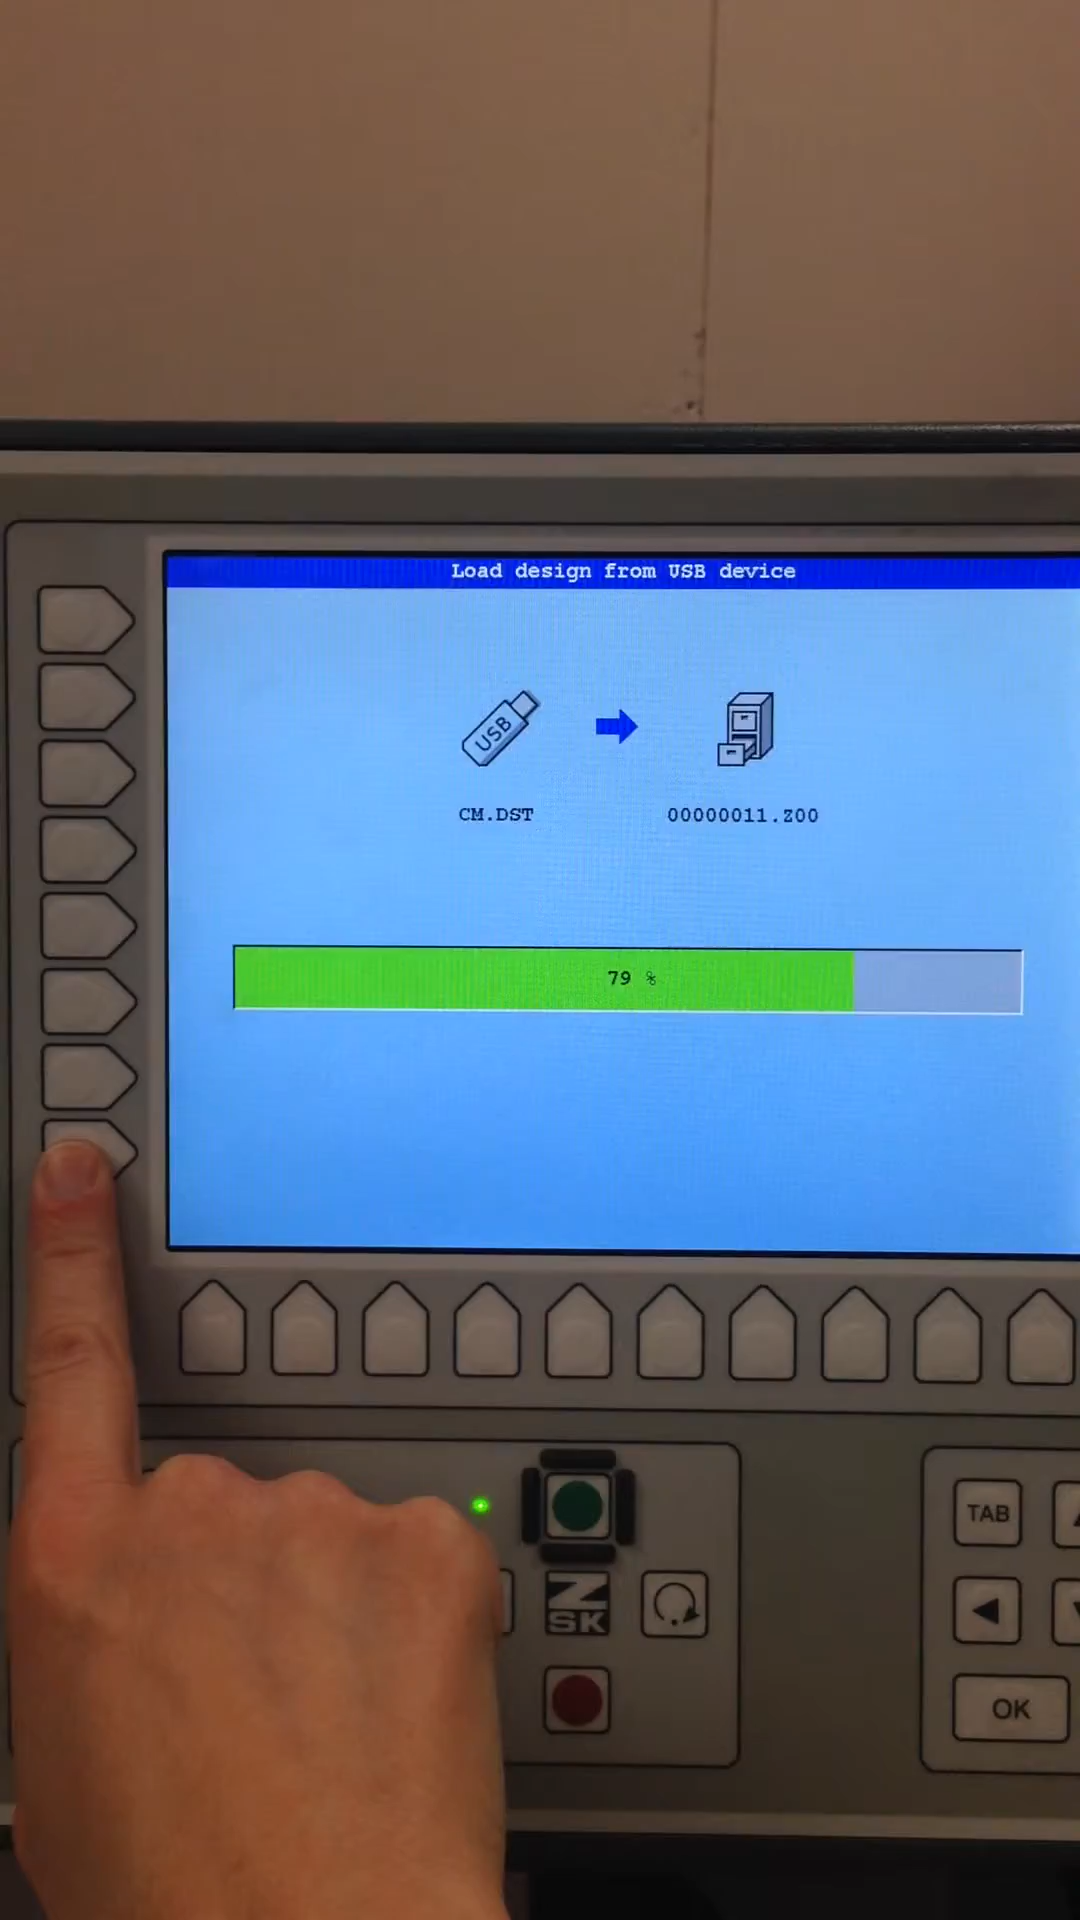 Load design from USB device
USB
CM.DST 00000011.Z00
79 %
TAB
Z
SK
OK